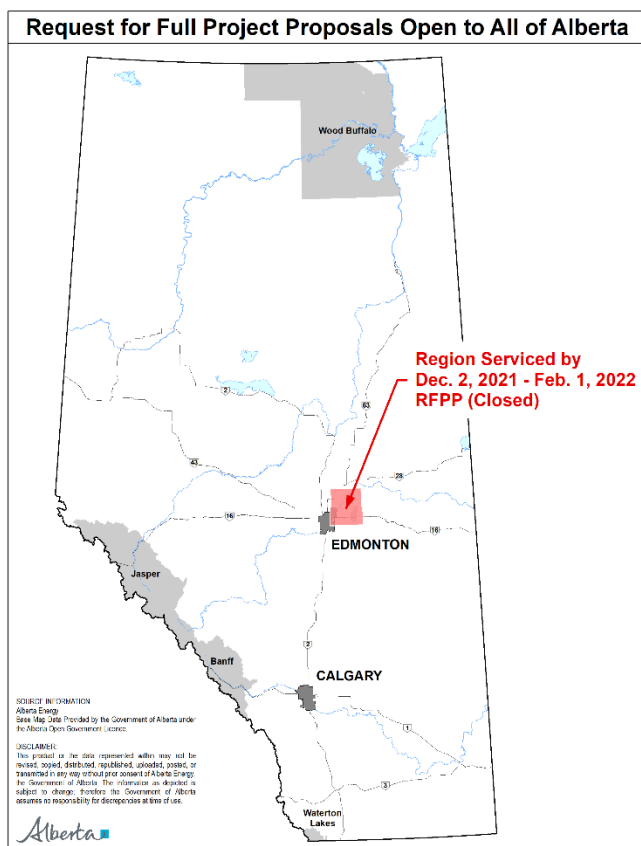 Request for Full Project Proposals Open to All of Alberta
Wood Buffalo
Region Serviced by
Dec. 2, 2021 - Feb. 1, 2022
RFPP (Closed)
2
63
43
28
16
16
EDMONTON
Jasper
2
Banff
CALGARY
1
3
SOURCE INFORMATION
Alberta Energy
Base Map Data Provided by the Government of Alberta under
the Alberta Open Government Licence.
DISCLAIMER:
This product or the data represented within may not be
revised, copied, distributed, republished, uploaded, posted, or
transmitted in any way without prior consent of Alberta Energy,
the Government of Alberta. The information as depicted is
subject to change; therefore the Government of Alberta
assumes no responsibility for discrepancies at time of use.
Waterton
Lakes
Alberta